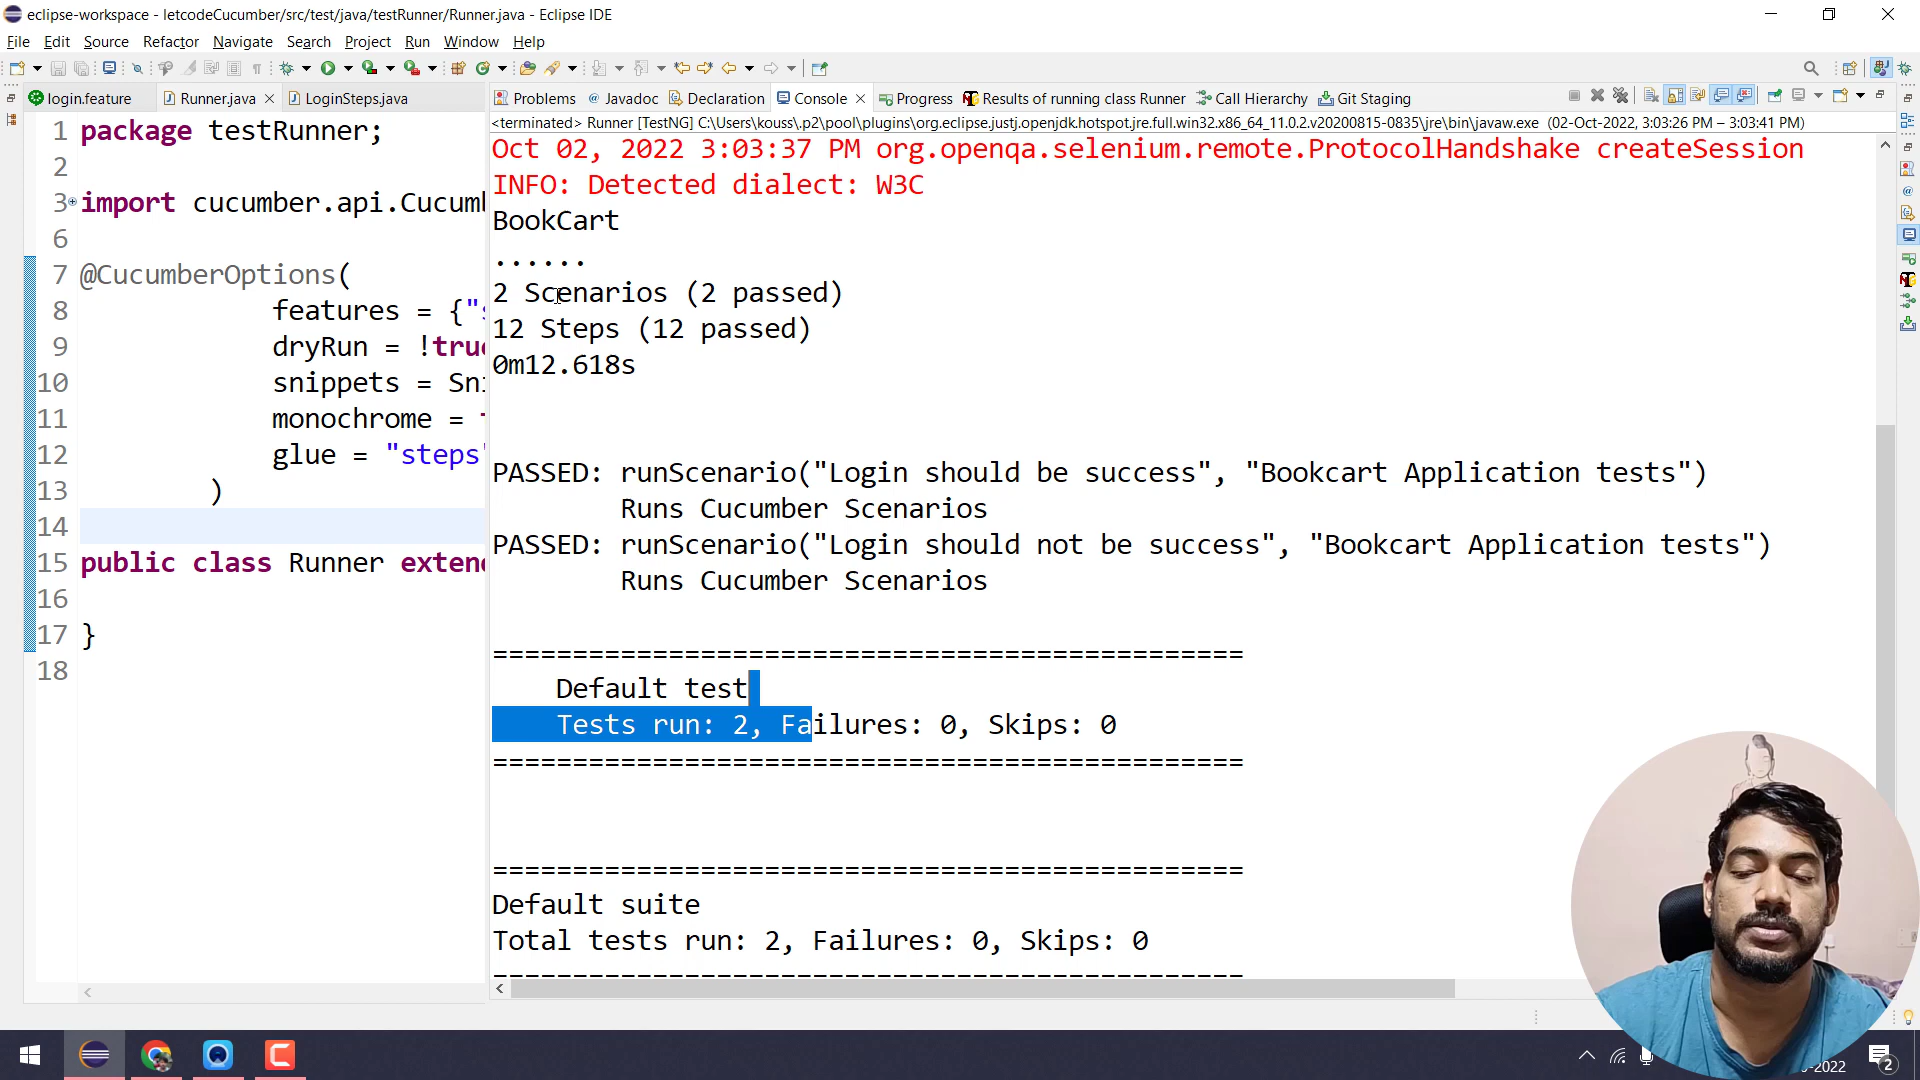 eclipse-workspace - letcodeCucumber/src/test/java/testRunner/Runner.java - Eclipse IDE
File Edit Source Refactor Navigate Search Project Run Window Help
login.feature Runner.java LoginSteps.java
Problems Javadoc Declaration Console Progress Results of running class Runner Call Hierarchy Git Staging
<terminated> Runner [TestNG] C:\Users\kouss\.p2\pool\plugins\org.eclipse.justj.openjdk.hotspot.jre.full.win32.x86_64_11.0.2.v20200815-0835\jre\bin\javaw.exe (02-Oct-2022, 3:03:26 PM – 3:03:41 PM)
1 package testRunner;
2
3 import cucumber.api.Cucum
6
7 @CucumberOptions(
8 features = {"
9 dryRun = !tru
10 snippets = Sn
11 monochrome =
12 glue = "steps
13 )
14
15 public class Runner exten
16
17 }
18
Oct 02, 2022 3:03:37 PM org.openqa.selenium.remote.ProtocolHandshake createSession
INFO: Detected dialect: W3C
BookCart
......
2 Scenarios (2 passed)
12 Steps (12 passed)
0m12.618s
PASSED: runScenario("Login should be success", "Bookcart Application tests")
Runs Cucumber Scenarios
PASSED: runScenario("Login should not be success", "Bookcart Application tests")
Runs Cucumber Scenarios
===============================================
Default test
Tests run: 2, Failures: 0, Skips: 0
===============================================
===============================================
Default suite
Total tests run: 2, Failures: 0, Skips: 0
===============================================
-2022
2